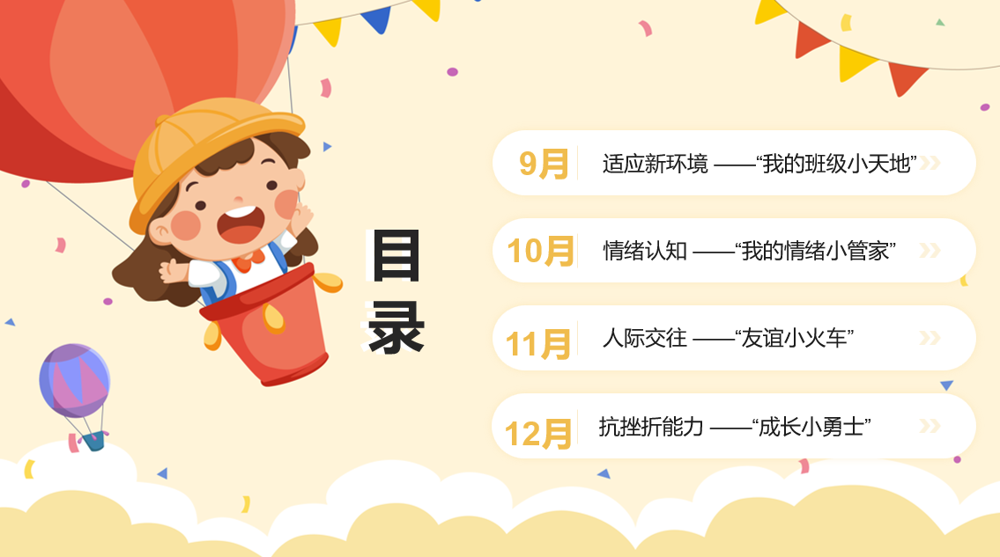 目
录
9月 适应新环境 ——“我的班级小天地”
10月 情绪认知 ——“我的情绪小管家”
11月 人际交往 ——“友谊小火车”
12月 抗挫折能力 ——“成长小勇士”